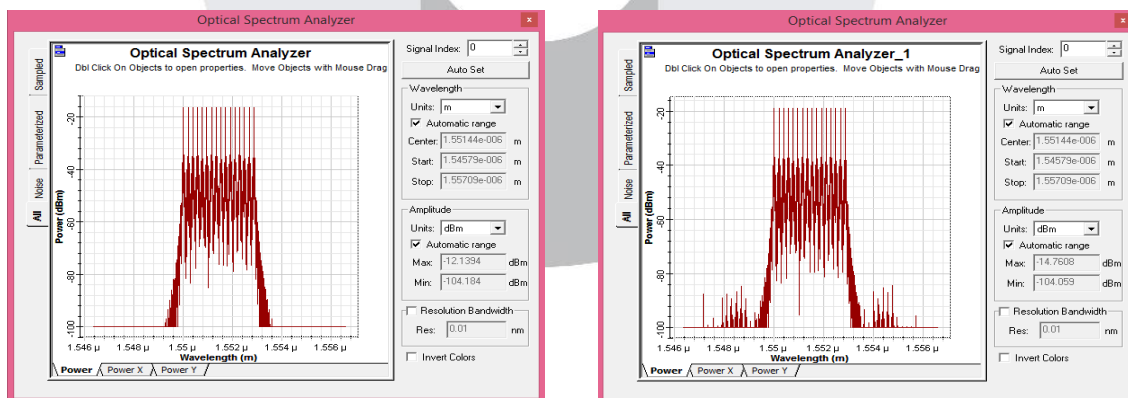 Optical Spectrum Analyzer
x
Optical Spectrum Analyzer
Dbl Click On Objects to open properties. Move Objects with Mouse Drag
Sampled
Parameterized
Noise
All
Power (dBm)
-20
-40
-60
-80
-100
1.546 µ 1.548 µ 1.55 µ 1.552 µ 1.554 µ 1.556 µ
Wavelength (m)
Power Power X Power Y
Signal Index: 0
Auto Set
Wavelength
Units: m
Automatic range
Center: 1.55144e-006 m
Start: 1.54579e-006 m
Stop: 1.55709e-006 m
Amplitude
Units: dBm
Automatic range
Max: -12.1394 dBm
Min: -104.184 dBm
Resolution Bandwidth
Res: 0.01 nm
Invert Colors
Optical Spectrum Analyzer
x
Optical Spectrum Analyzer_1
Dbl Click On Objects to open properties. Move Objects with Mouse Drag
Sampled
Parameterized
Noise
All
Power (dBm)
-20
-40
-60
-80
-100
1.546 µ 1.548 µ 1.55 µ 1.552 µ 1.554 µ 1.556 µ
Wavelength (m)
Power Power X Power Y
Signal Index: 0
Auto Set
Wavelength
Units: m
Automatic range
Center: 1.55144e-006 m
Start: 1.54579e-006 m
Stop: 1.55709e-006 m
Amplitude
Units: dBm
Automatic range
Max: -14.7608 dBm
Min: -104.059 dBm
Resolution Bandwidth
Res: 0.01 nm
Invert Colors